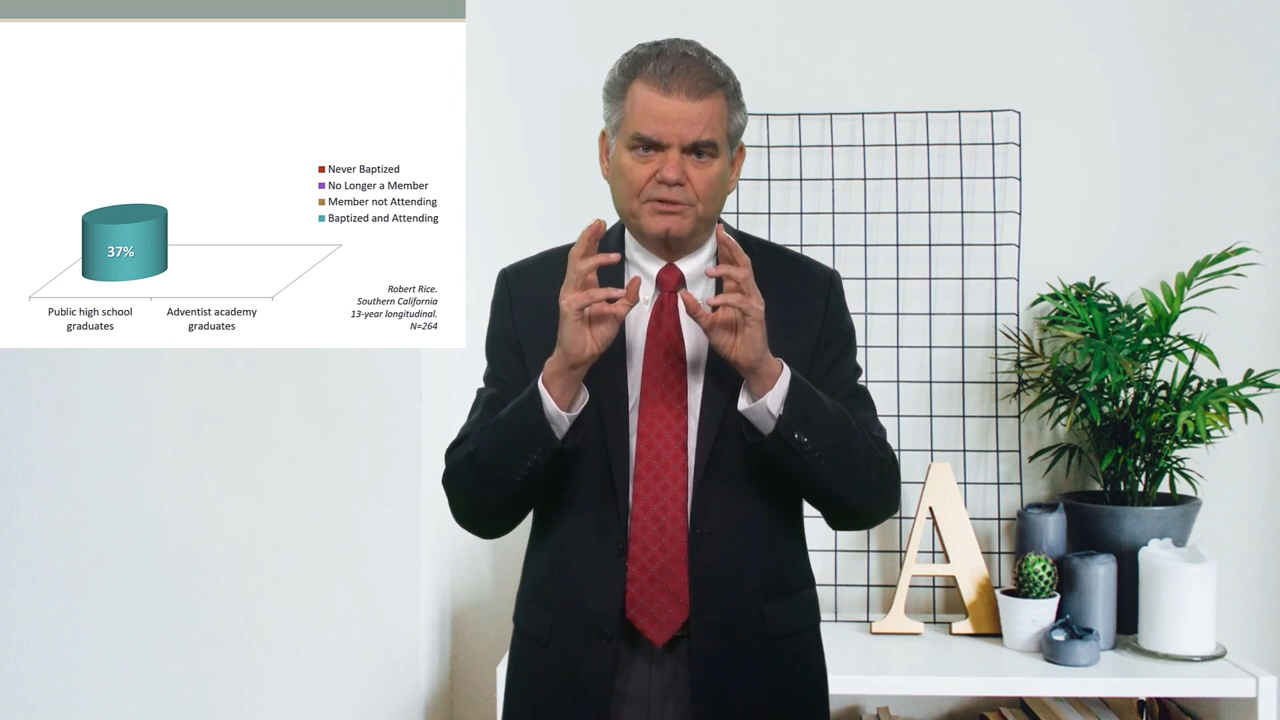 Never Baptized
No Longer a Member
Member not Attending
Baptized and Attending
37%
Public high school
graduates
Adventist academy
graduates
Robert Rice.
Southern California
13-year longitudinal.
N=264
A